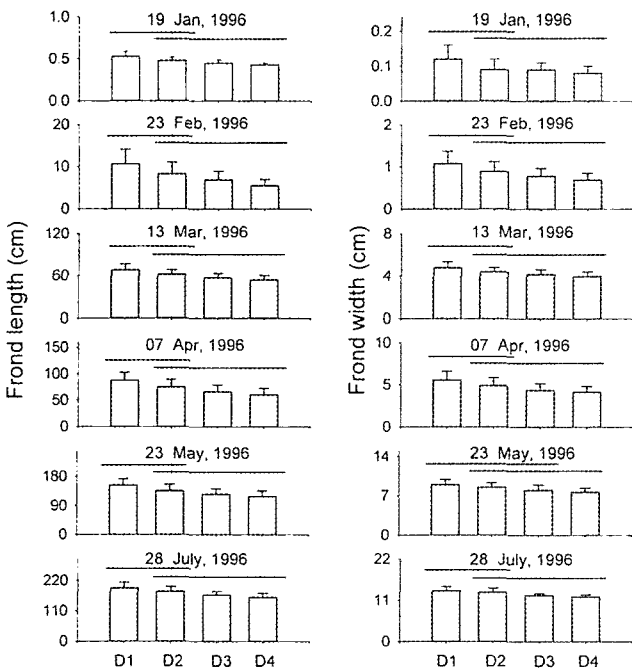 19 Jan, 1996
1.0
0.5
0.0
23 Feb, 1996
20
10
0
13 Mar, 1996
120
60
0
07 Apr, 1996
150
100
50
0
23 May, 1996
180
90
0
28 July, 1996
220
110
0
D1 D2 D3 D4
Frond length (cm)
19 Jan, 1996
0.2
0.1
0.0
23 Feb, 1996
2
1
0
13 Mar, 1996
8
4
0
07 Apr, 1996
10
5
0
23 May, 1996
14
7
0
28 July, 1996
22
11
0
D1 D2 D3 D4
Frond width (cm)